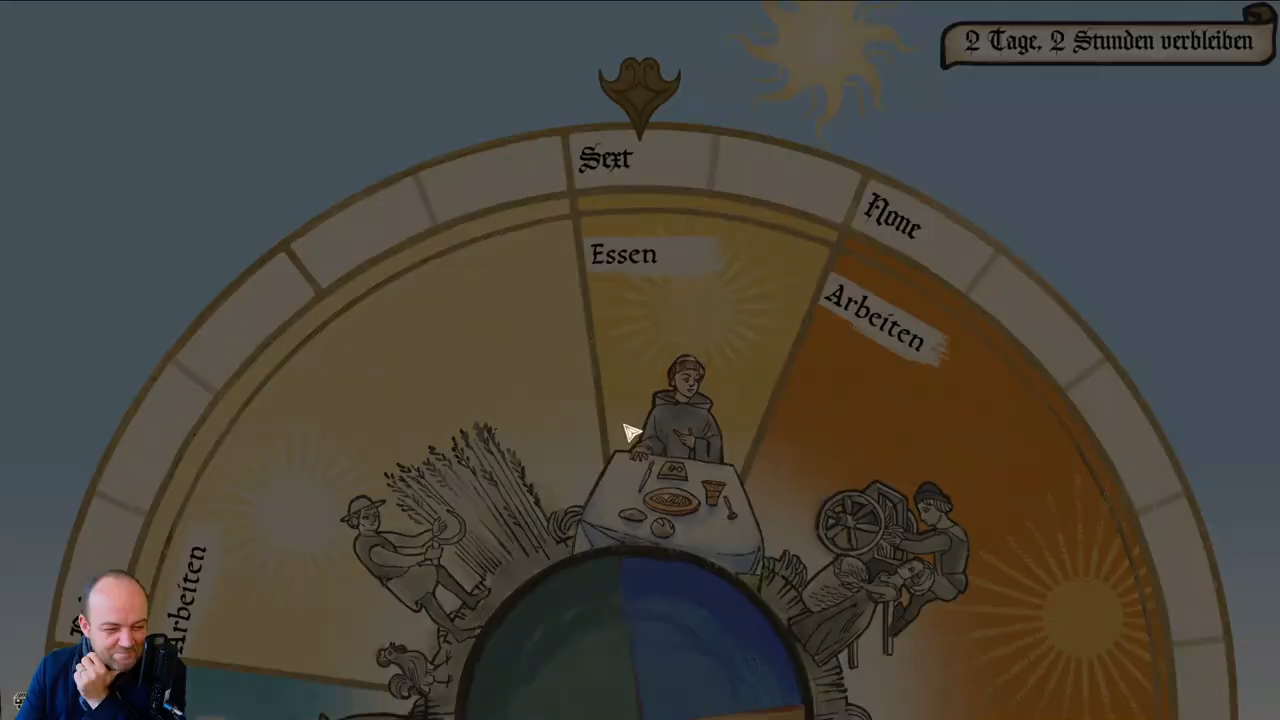 2 Tage, 2 Stunden verbleiben
Sext
None
Essen
Arbeiten
Arbeiten